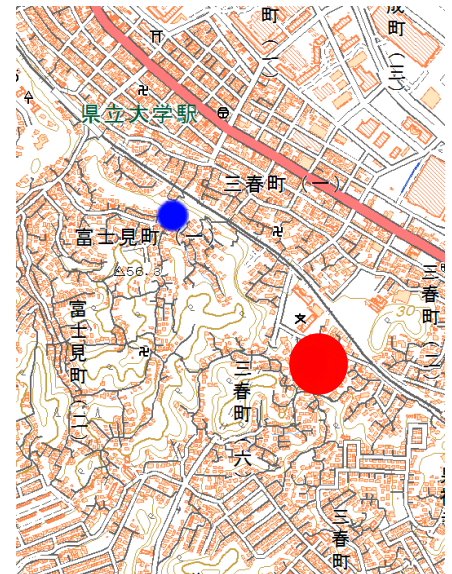 町(一)
成町(三)
県立大学駅
三春町(一)
富士見町(一)
56.3
30
三春町(二)
富士見町(二)
三春町(六)
三春町